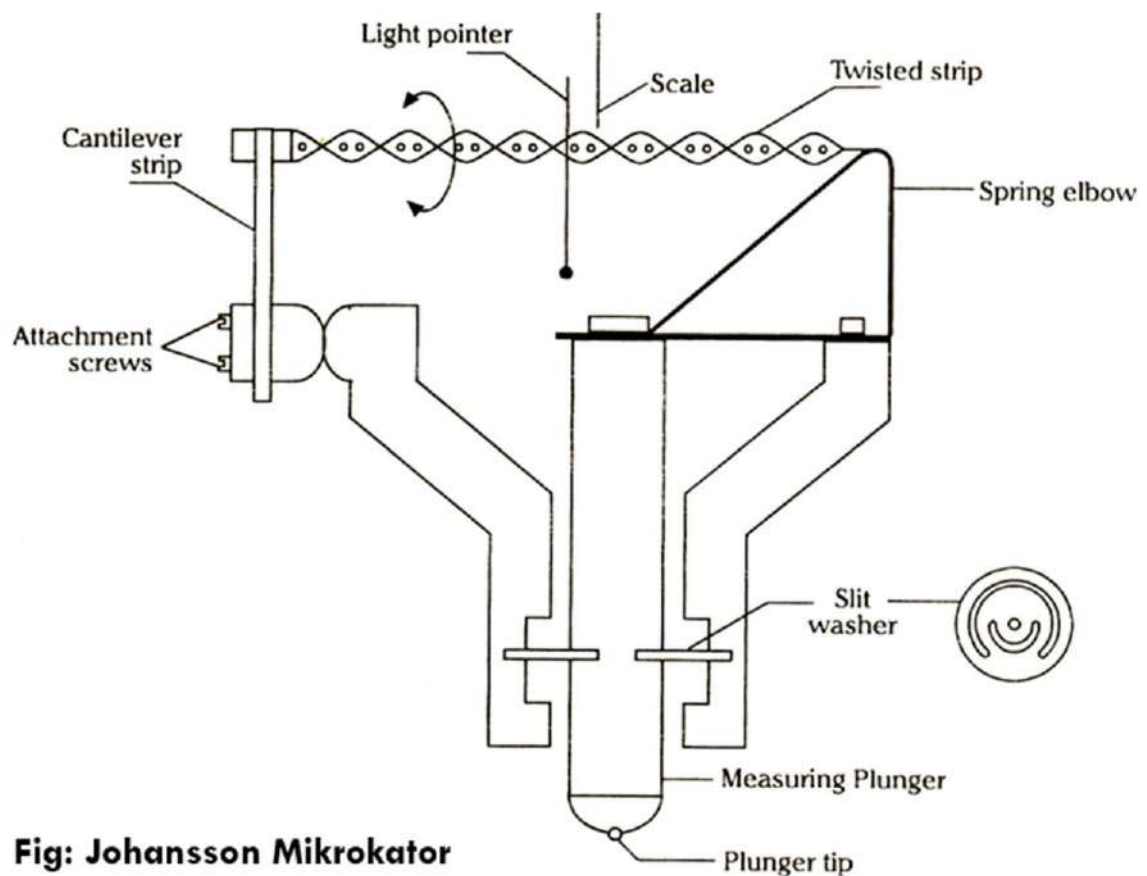 Light pointer
Scale
Twisted strip
Cantilever
strip
Spring elbow
Attachment
screws
Slit
washer
Measuring Plunger
Plunger tip
Fig: Johansson Mikrokator